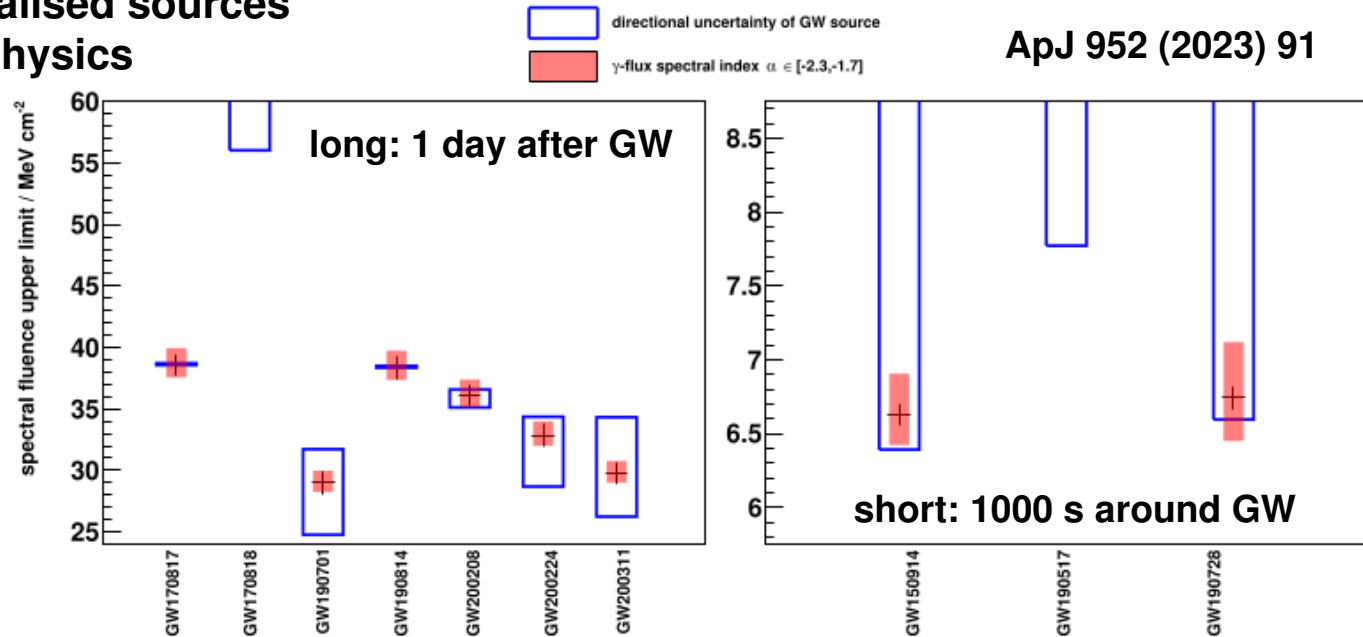 alised sources
hysics
directional uncertainty of GW source
γ-flux spectral index α ∈ [-2.3,-1.7]
ApJ 952 (2023) 91
spectral fluence upper limit / MeV cm⁻²
60
55
50
45
40
35
30
25
long: 1 day after GW
GW170817
GW170818
GW190701
GW190814
GW200208
GW200224
GW200311
8.5
8
7.5
7
6.5
6
short: 1000 s around GW
GW150914
GW190517
GW190728